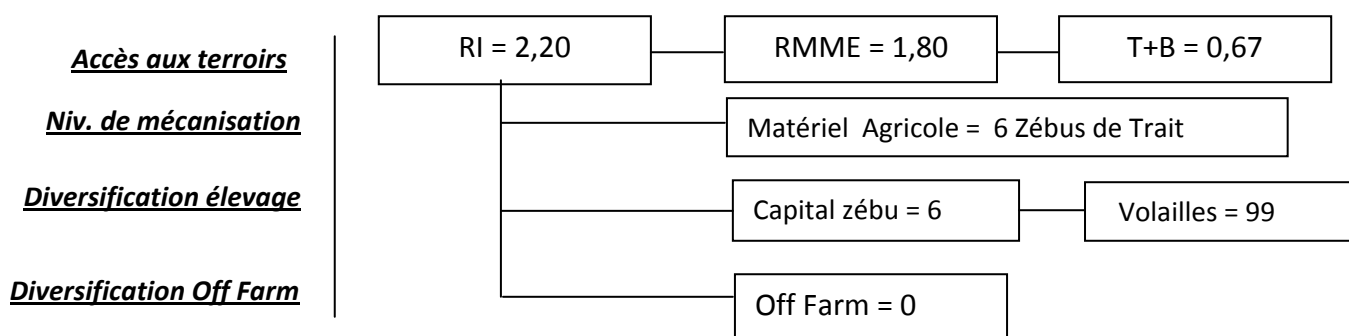 Accès aux terroirs
RI = 2,20
RMME = 1,80
T+B = 0,67
Niv. de mécanisation
Matériel Agricole = 6 Zébus de Trait
Diversification élevage
Capital zébu = 6
Volailles = 99
Diversification Off Farm
Off Farm = 0